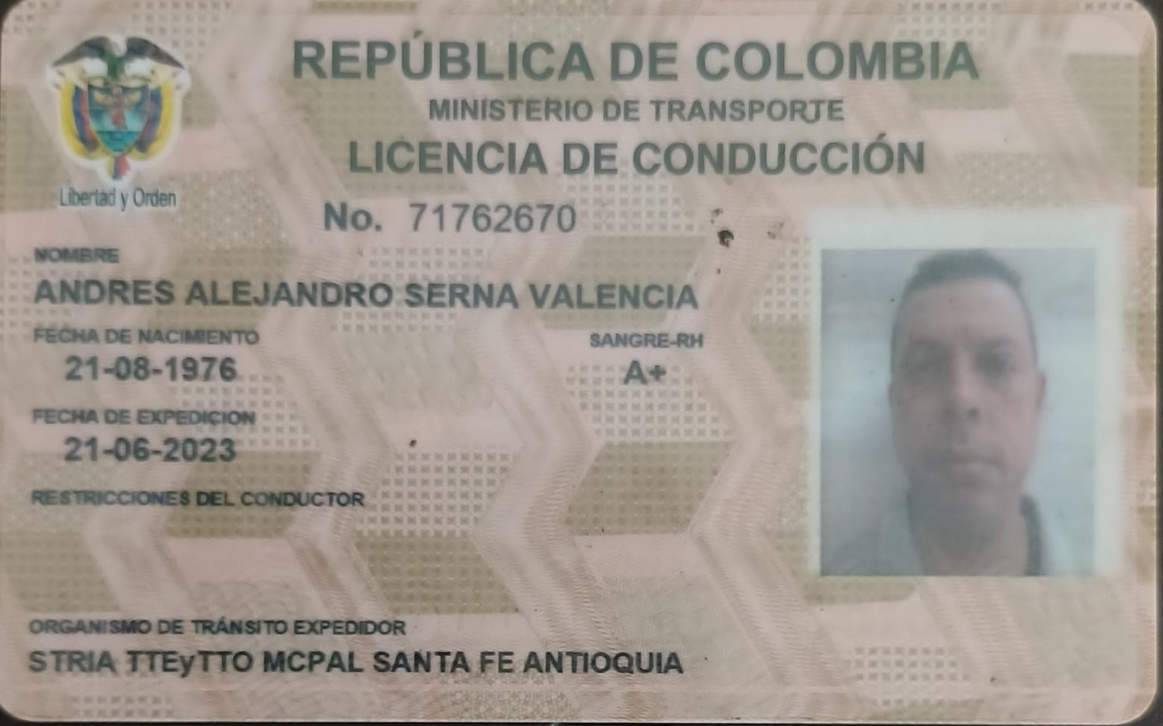 REPÚBLICA DE COLOMBIA
MINISTERIO DE TRANSPORTE
LICENCIA DE CONDUCCIÓN
Libertad y Orden
No. 71762670
NOMBRE
ANDRES ALEJANDRO SERNA VALENCIA
FECHA DE NACIMIENTO
21-08-1976
SANGRE-RH
A+
FECHA DE EXPEDICION
21-06-2023
RESTRICCIONES DEL CONDUCTOR
ORGANISMO DE TRÁNSITO EXPEDIDOR
STRIA TTEyTTO MCPAL SANTA FE ANTIOQUIA